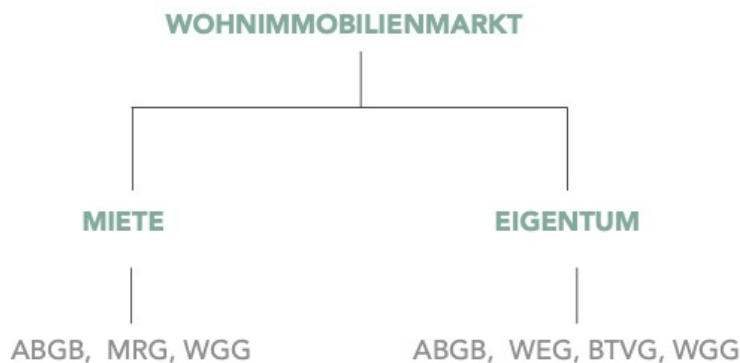 WOHNIMMOBILIENMARKT
MIETE
EIGENTUM
ABGB, MRG, WGG
ABGB, WEG, BTVG, WGG